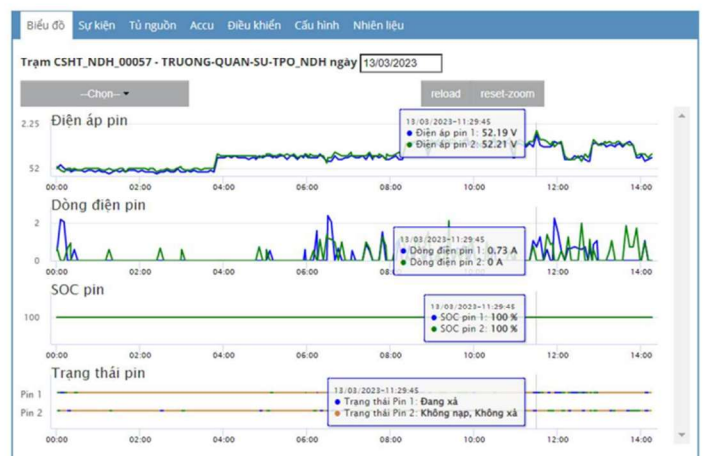 Biểu đồ Sự kiện Tủ nguồn Accu Điều khiển Cấu hình Nhiên liệu
Trạm CSHT_NDH_00057 - TRUONG-QUAN-SU-TPO_NDH ngày 13/03/2023
--Chọn-- reload reset-zoom
Điện áp pin
2.25
52
13/03/2023-11:29:45
Điện áp pin 1: 52.19 V
Điện áp pin 2: 52.21 V
00:00 02:00 04:00 06:00 08:00 10:00 12:00 14:00
Dòng điện pin
2
0
13/03/2023-11:29:45
Dòng điện pin 1: 0.73 A
Dòng điện pin 2: 0 A
00:00 02:00 04:00 06:00 08:00 10:00 12:00 14:00
SOC pin
100
13/03/2023-11:29:45
SOC pin 1: 100 %
SOC pin 2: 100 %
00:00 02:00 04:00 06:00 08:00 10:00 12:00 14:00
Trạng thái pin
Pin 1
Pin 2
13/03/2023-11:29:45
Trạng thái Pin 1: Đang xả
Trạng thái Pin 2: Không nạp, Không xả
00:00 02:00 04:00 06:00 08:00 10:00 12:00 14:00